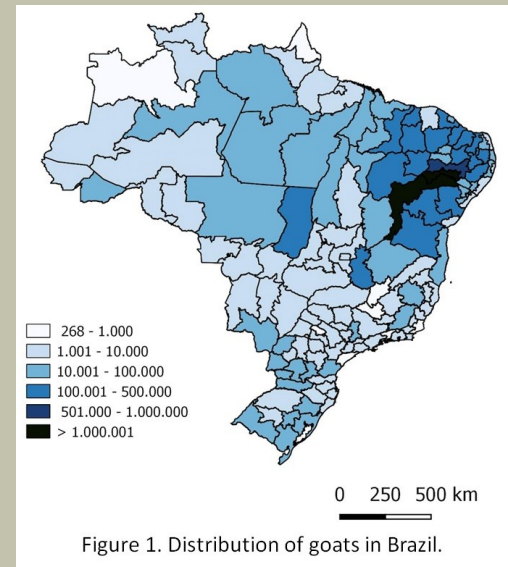 268 - 1.000
1.001 - 10.000
10.001 - 100.000
100.001 - 500.000
501.000 - 1.000.000
> 1.000.001
0 250 500 km
Figure 1. Distribution of goats in Brazil.